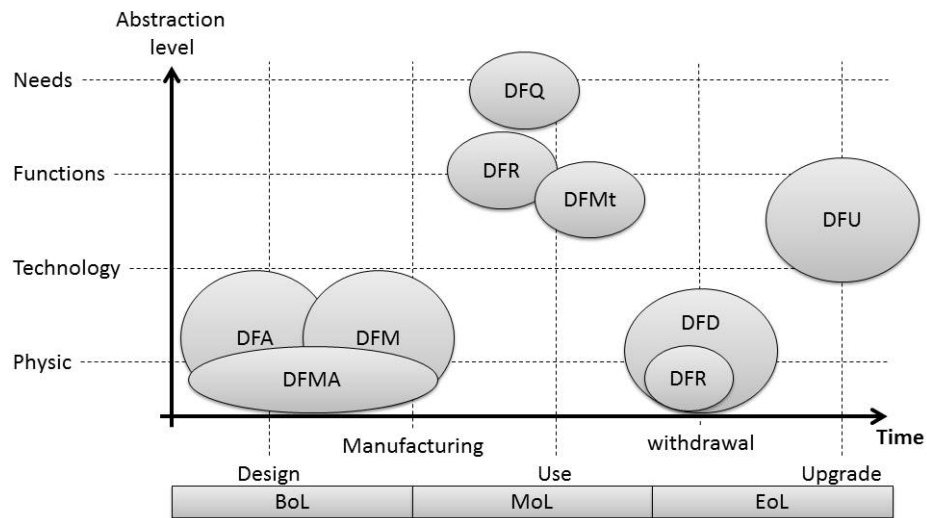 Abstraction
level
Needs
DFQ
Functions
DFR
DFMt
DFU
Technology
DFA
DFM
DFD
Physic
DFMA
DFR
Time
Manufacturing
withdrawal
Design
Use
Upgrade
BoL
MoL
EoL